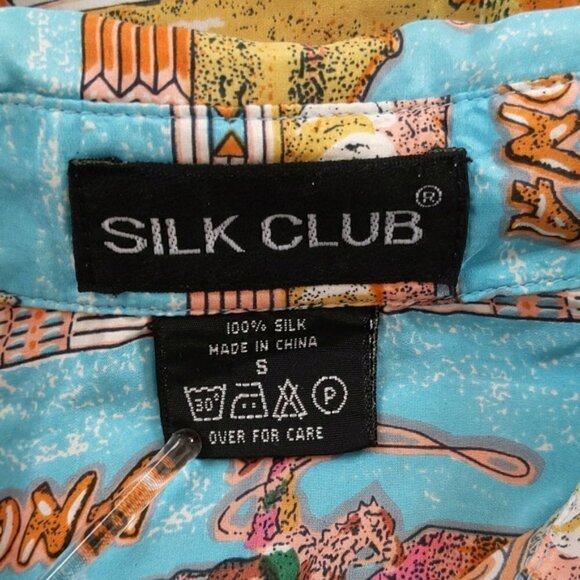 SILK CLUB ®
100% SILK
MADE IN CHINA
S
30° P
OVER FOR CARE